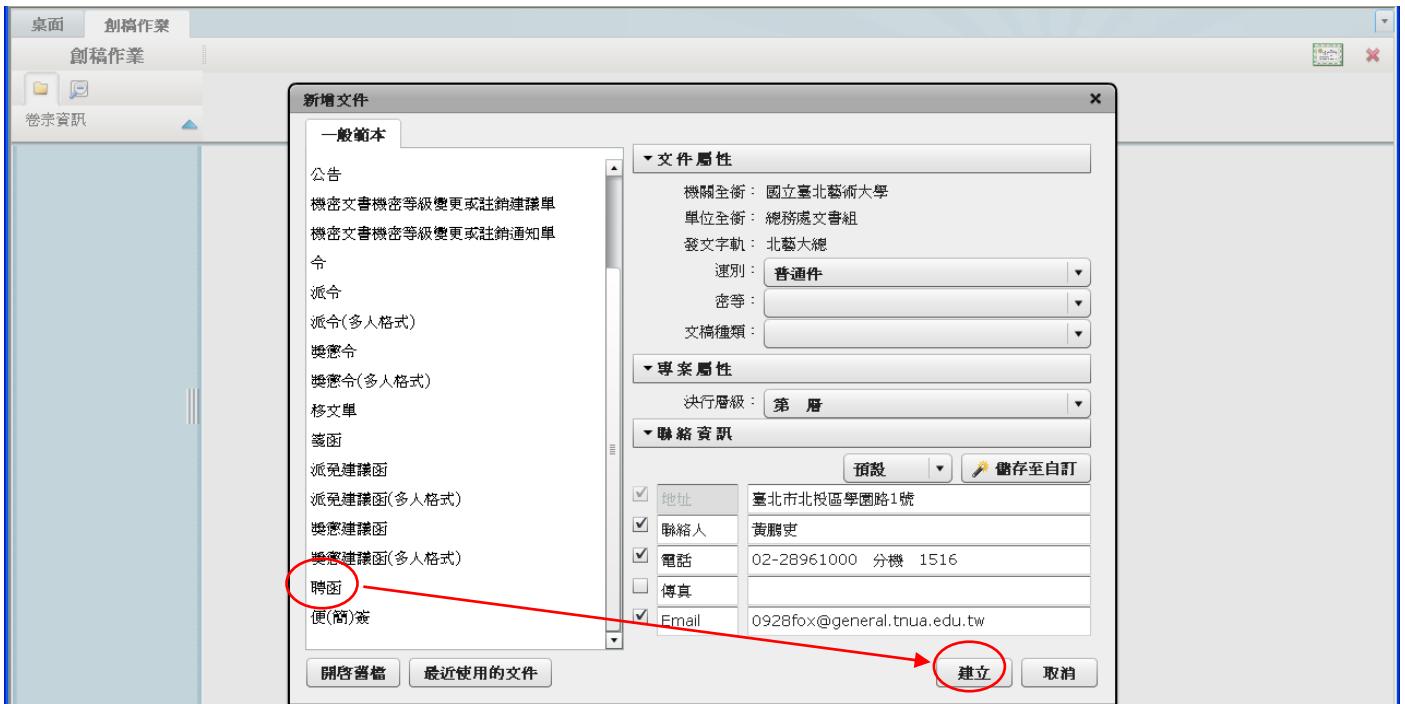 桌面 創稿作業
創稿作業
卷宗資訊
新增文件
一般範本
公告
機密文書機密等級變更或註銷建議單
機密文書機密等級變更或註銷通知單
令
派令
派令(多人格式)
獎懲令
獎懲令(多人格式)
移文單
箋函
派免建議函
派免建議函(多人格式)
獎懲建議函
獎懲建議函(多人格式)
聘函
便(簡)簽
開啓舊檔 最近使用的文件
文件屬性
機關全銜： 國立臺北藝術大學
單位全銜： 總務處文書組
發文字軌： 北藝大總
速別： 普通件
密等：
文稿種類：
專案屬性
決行層級： 第 層
聯絡資訊
預設 儲存至自訂
地址 臺北市北投區學園路1號
聯絡人 黃鵬吏
電話 02-28961000 分機 1516
傳真
Email 0928fox@general.tnua.edu.tw
建立 取消